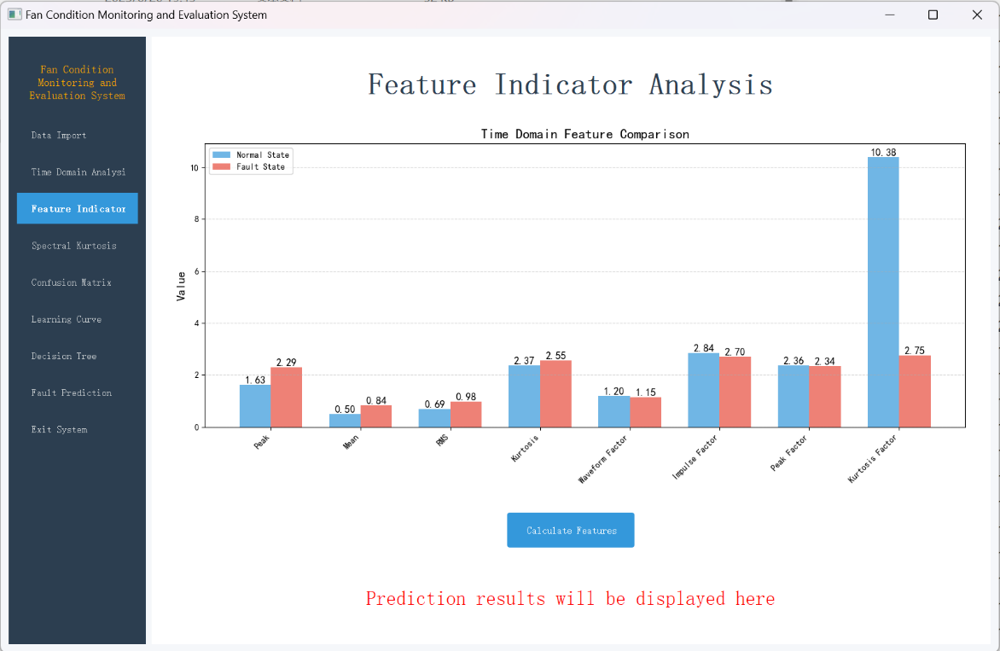 Fan Condition Monitoring and Evaluation System
Fan Condition
Monitoring and
Evaluation System
Data Import
Time Domain Analysi
Feature Indicator
Spectral Kurtosis
Confusion Matrix
Learning Curve
Decision Tree
Fault Prediction
Exit System
Feature Indicator Analysis
Time Domain Feature Comparison
Normal State
Fault State
Value
10
8
6
4
2
0
1.63
2.29
0.50
0.84
0.69
0.98
2.37
2.55
1.20
1.15
2.84
2.70
2.36
2.34
10.38
2.75
Peak
Mean
RMS
Kurtosis
Waveform Factor
Impulse Factor
Peak Factor
Kurtosis Factor
Calculate Features
Prediction results will be displayed here